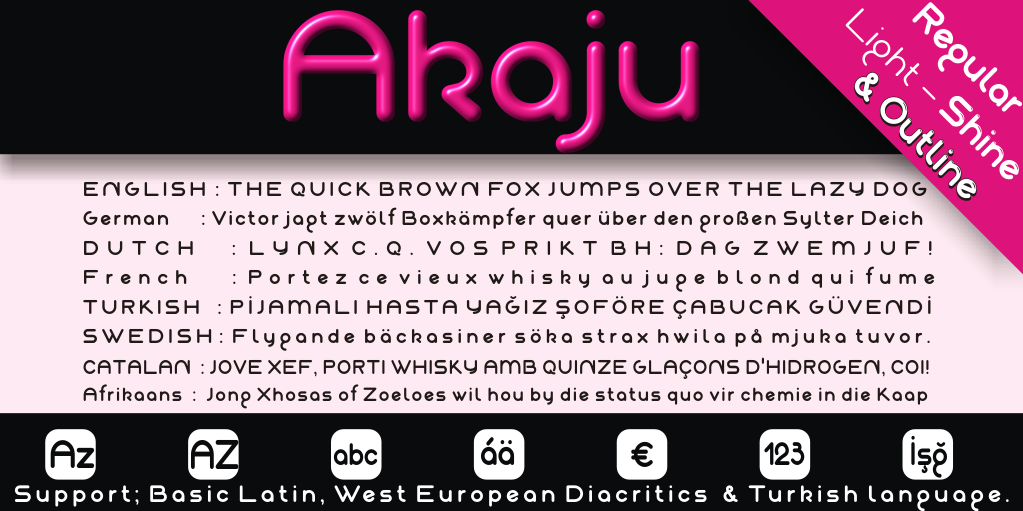 Akaju
Regular
Light - Shine
& Outline
ENGLISH : THE QUICK BROWN FOX JUMPS OVER THE LAZY DOG
German : Victor jagt zwölf Boxkämpfer quer über den großen Sylter Deich
DUTCH : LYNX C.Q. VOS PRIKT BH: DAG ZWEMJUF!
French : Portez ce vieux whisky au juge blond qui fume
TURKISH : PİJAMALI HASTA YAĞIZ ŞOFÖRE ÇABUCAK GÜVENDİ
SWEDISH : Flygande bäckasiner söka strax hwila på mjuka tuvor.
CATALAN : JOVE XEF, PORTI WHISKY AMB QUINZE GLAÇONS D'HIDROGEN, COI!
Afrikaans : Jong Xhosas of Zoeloes wil hou by die status quo vir chemie in die Kaap
Az AZ abc áä € 123 İşğ
Support; Basic Latin, West European Diacritics & Turkish language.